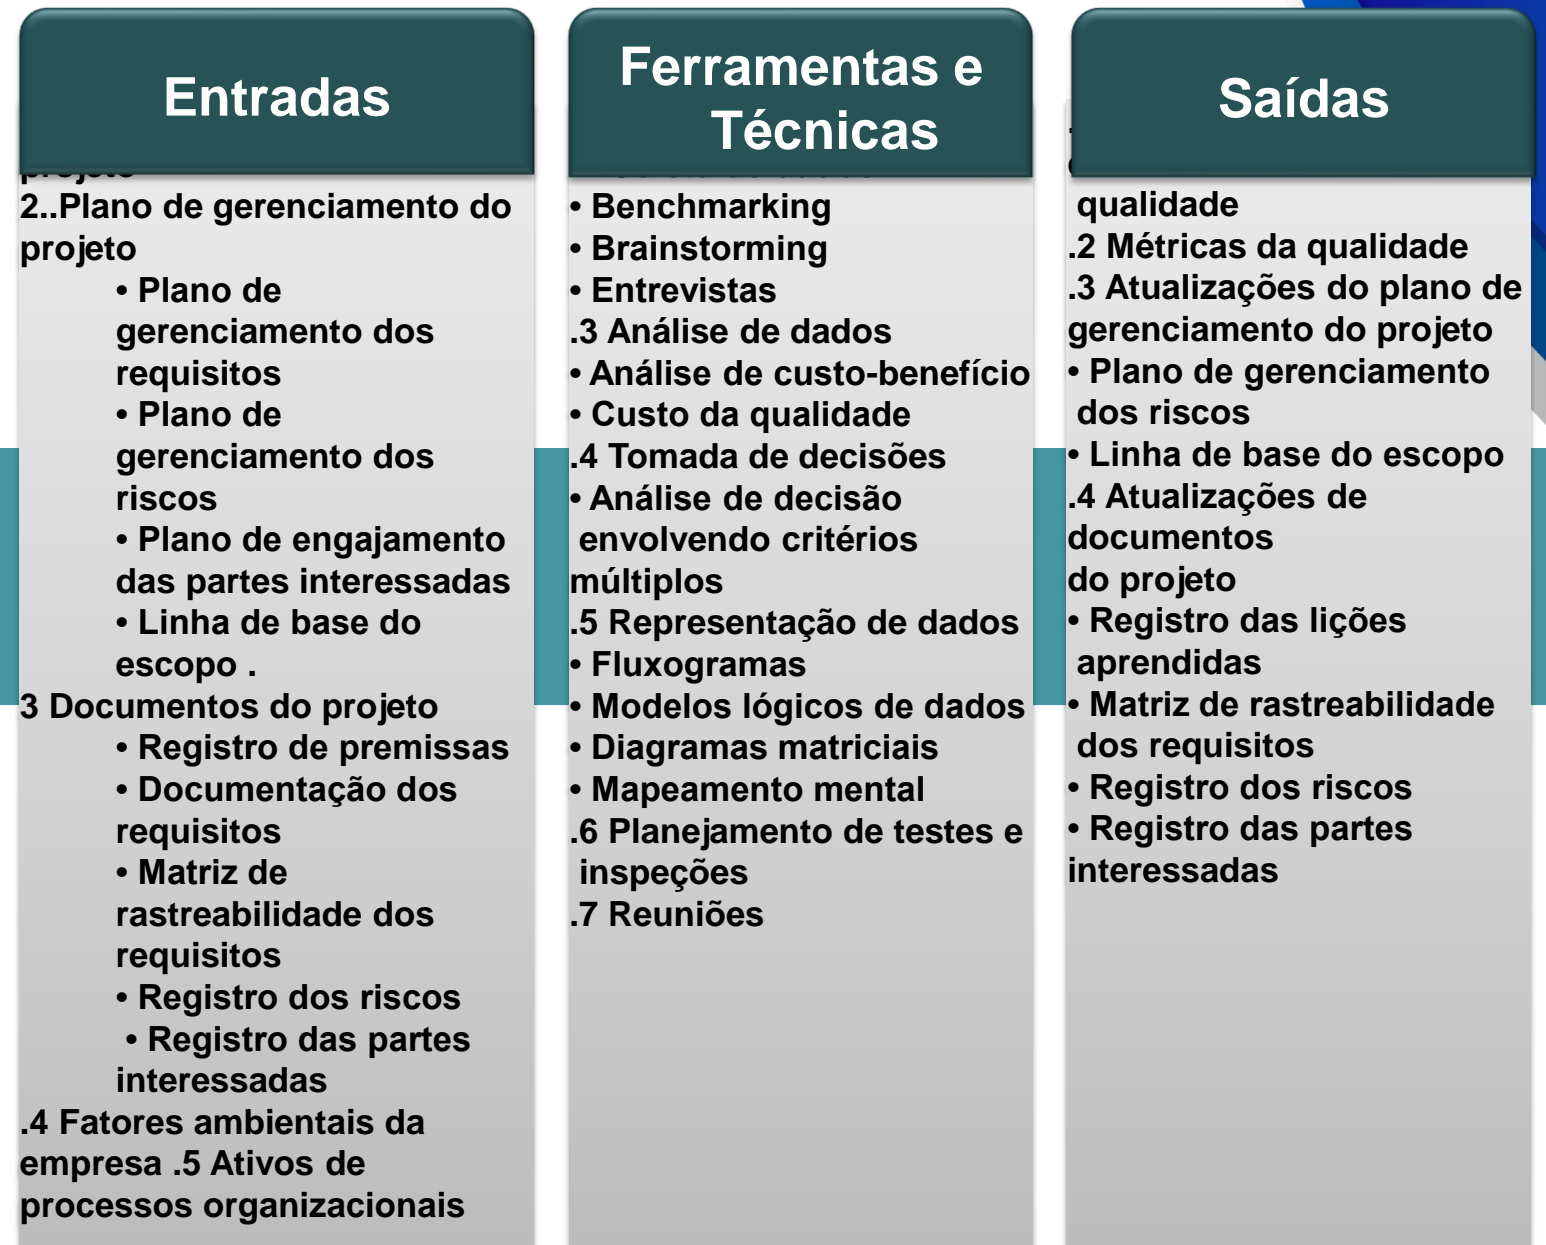 Entradas
projeto
2..Plano de gerenciamento do
projeto
• Plano de
gerenciamento dos
requisitos
• Plano de
gerenciamento dos
riscos
• Plano de engajamento
das partes interessadas
• Linha de base do
escopo .
3 Documentos do projeto
• Registro de premissas
• Documentação dos
requisitos
• Matriz de
rastreabilidade dos
requisitos
• Registro dos riscos
• Registro das partes
interessadas
.4 Fatores ambientais da
empresa .5 Ativos de
processos organizacionais
Ferramentas e
Técnicas
• Benchmarking
• Brainstorming
• Entrevistas
.3 Análise de dados
• Análise de custo-benefício
• Custo da qualidade
.4 Tomada de decisões
• Análise de decisão
envolvendo critérios
múltiplos
.5 Representação de dados
• Fluxogramas
• Modelos lógicos de dados
• Diagramas matriciais
• Mapeamento mental
.6 Planejamento de testes e
inspeções
.7 Reuniões
Saídas
qualidade
.2 Métricas da qualidade
.3 Atualizações do plano de
gerenciamento do projeto
• Plano de gerenciamento
dos riscos
• Linha de base do escopo
.4 Atualizações de
documentos
do projeto
• Registro das lições
aprendidas
• Matriz de rastreabilidade
dos requisitos
• Registro dos riscos
• Registro das partes
interessadas